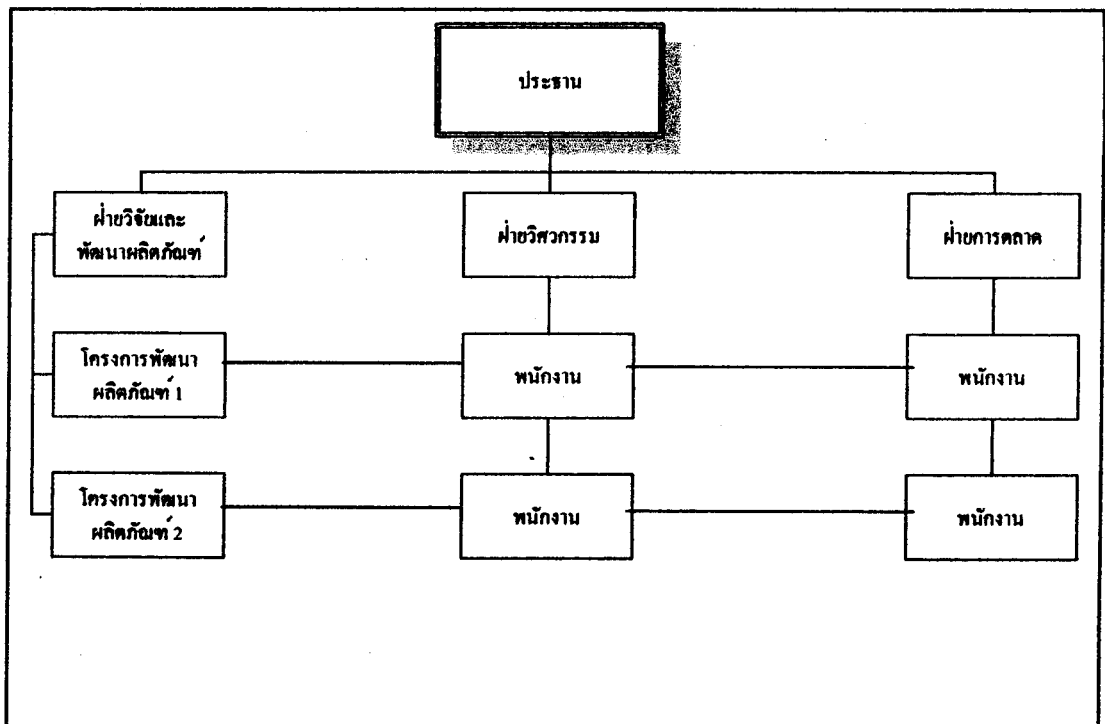 ประธาน
ฝ่ายวิจัยและ
พัฒนาผลิตภัณฑ์
ฝ่ายวิศวกรรม
ฝ่ายการตลาด
โครงการพัฒนา
ผลิตภัณฑ์ 1
พนักงาน
พนักงาน
โครงการพัฒนา
ผลิตภัณฑ์ 2
พนักงาน
พนักงาน